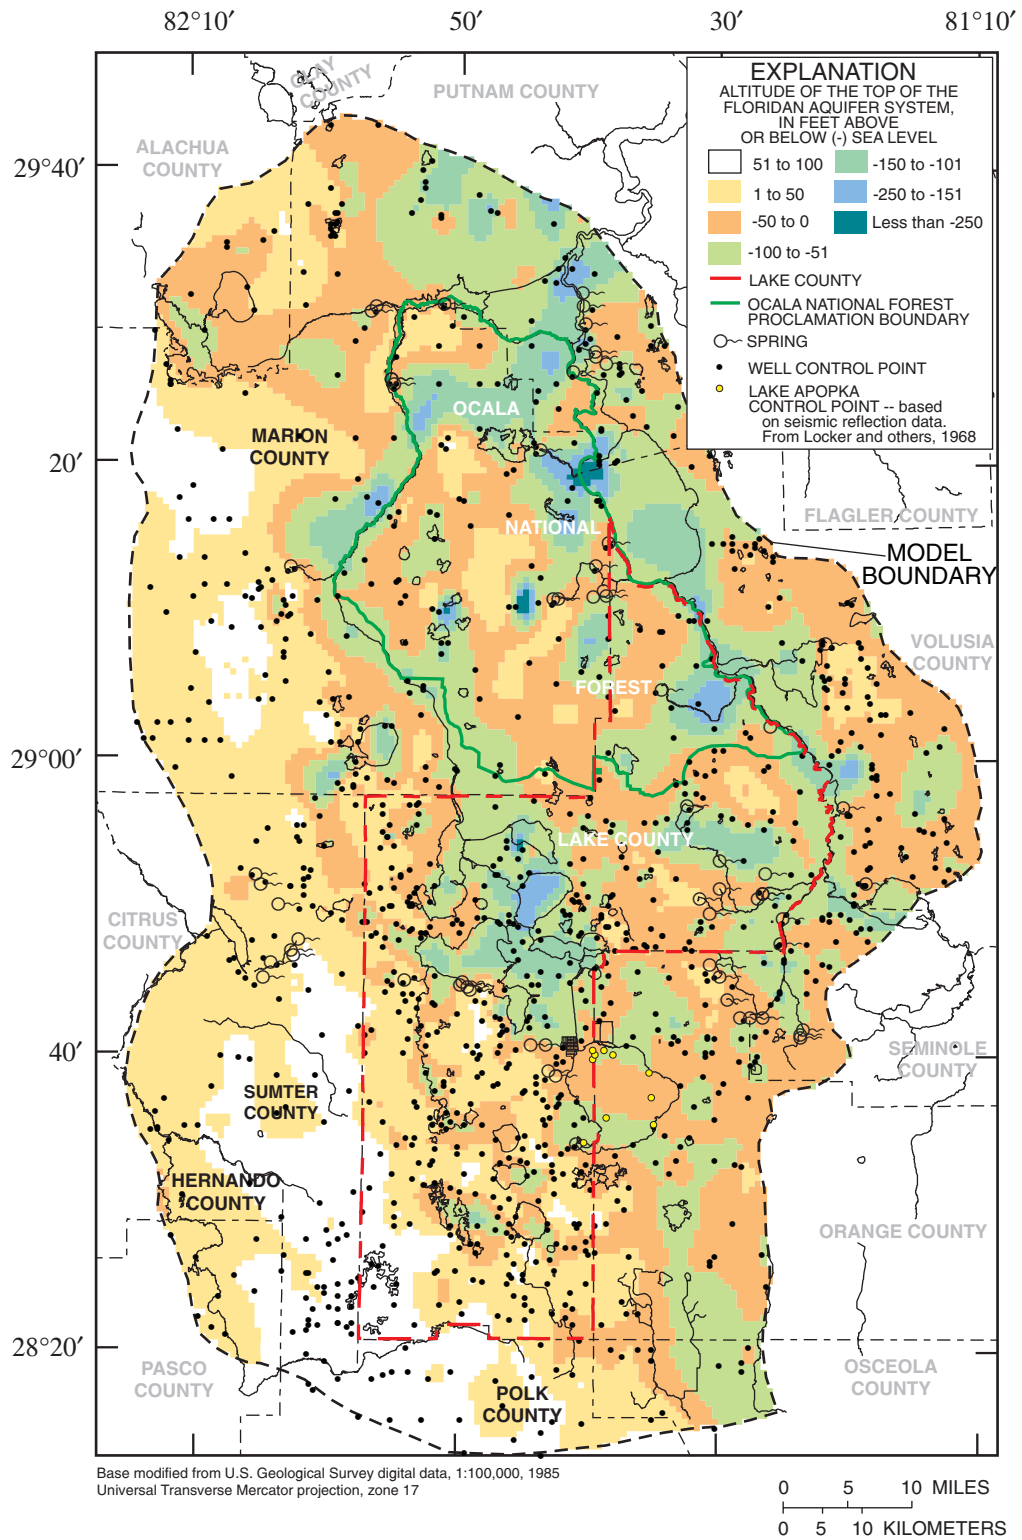 82°10′ 50′ 30′ 81°10′
CLAY
COUNTY
PUTNAM COUNTY
ALACHUA
COUNTY
29°40′
EXPLANATION
ALTITUDE OF THE TOP OF THE
FLORIDAN AQUIFER SYSTEM,
IN FEET ABOVE
OR BELOW (-) SEA LEVEL
51 to 100
1 to 50
-50 to 0
-100 to -51
-150 to -101
-250 to -151
Less than -250
LAKE COUNTY
OCALA NATIONAL FOREST
PROCLAMATION BOUNDARY
SPRING
WELL CONTROL POINT
LAKE APOPKA
CONTROL POINT -- based
on seismic reflection data.
From Locker and others, 1968
OCALA
MARION
COUNTY
20′
NATIONAL
FLAGLER COUNTY
MODEL
BOUNDARY
VOLUSIA
COUNTY
FOREST
29°00′
LAKE COUNTY
CITRUS
COUNTY
40′
SEMINOLE
COUNTY
SUMTER
COUNTY
HERNANDO
COUNTY
ORANGE COUNTY
28°20′
PASCO
COUNTY
OSCEOLA
COUNTY
POLK
COUNTY
Base modified from U.S. Geological Survey digital data, 1:100,000, 1985
Universal Transverse Mercator projection, zone 17
0 5 10 MILES
0 5 10 KILOMETERS